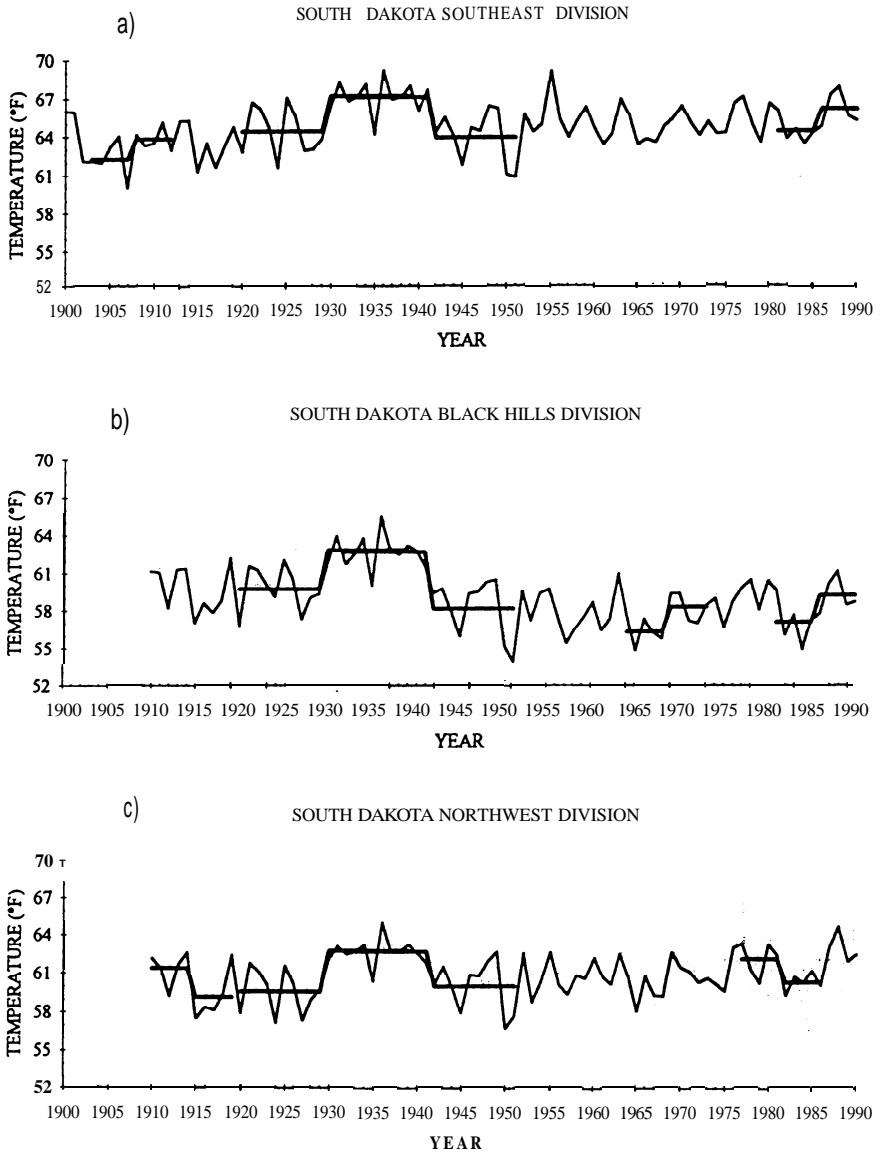 a)
SOUTH DAKOTA SOUTHEAST DIVISION
TEMPERATURE (°F)
70
67
64
61
58
55
52
1900 1905 1910 1915 1920 1925 1930 1935 1940 1945 1950 1955 1960 1965 1970 1975 1980 1985 1990
YEAR
b)
SOUTH DAKOTA BLACK HILLS DIVISION
TEMPERATURE (°F)
70
67
64
61
58
55
52
1900 1905 1910 1915 1920 1925 1930 1935 1940 1945 1950 1955 1960 1965 1970 1975 1980 1985 1990
YEAR
c)
SOUTH DAKOTA NORTHWEST DIVISION
TEMPERATURE (°F)
70
67
64
61
58
55
52
1900 1905 1910 1915 1920 1925 1930 1935 1940 1945 1950 1955 1960 1965 1970 1975 1980 1985 1990
YEAR